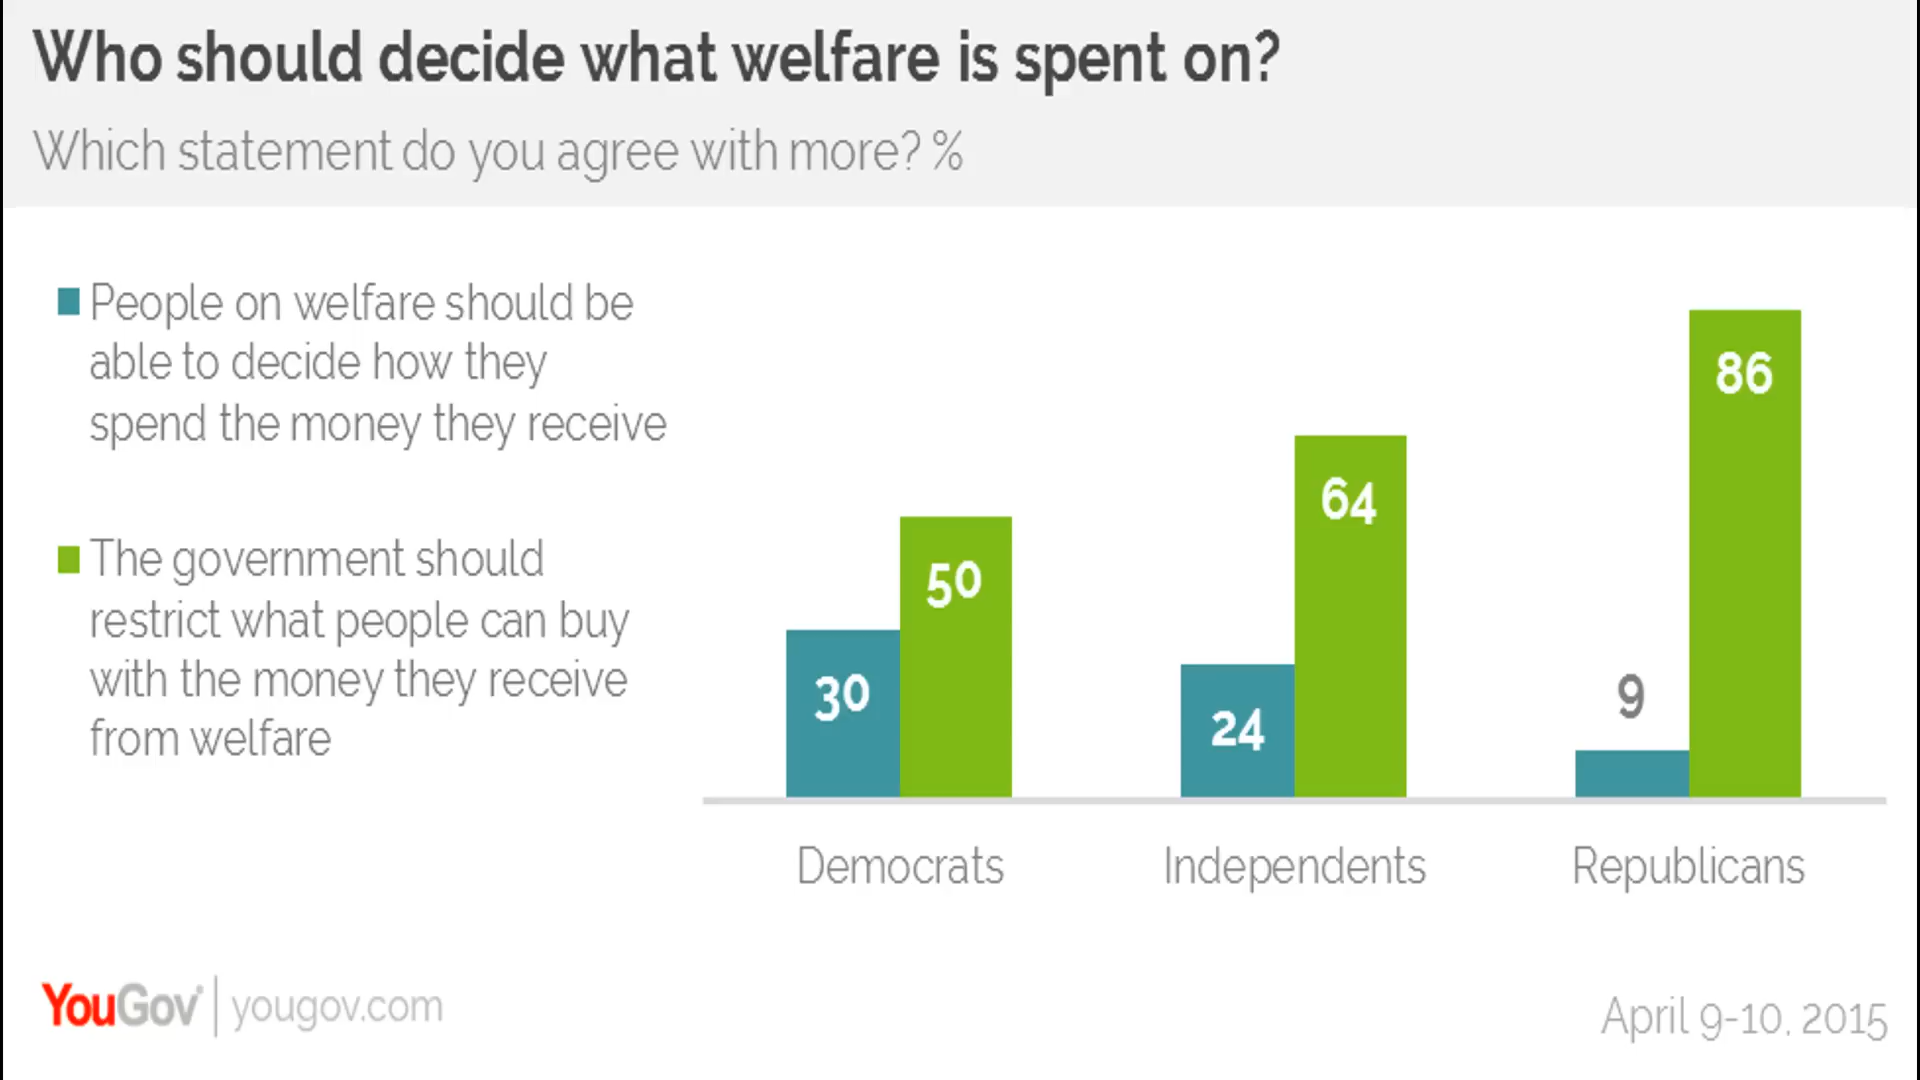 Who should decide what welfare is spent on?
Which statement do you agree with more? %
People on welfare should be
able to decide how they
spend the money they receive
The government should
restrict what people can buy
with the money they receive
from welfare
30
50
24
64
9
86
Democrats
Independents
Republicans
YouGov | yougov.com
April 9-10, 2015